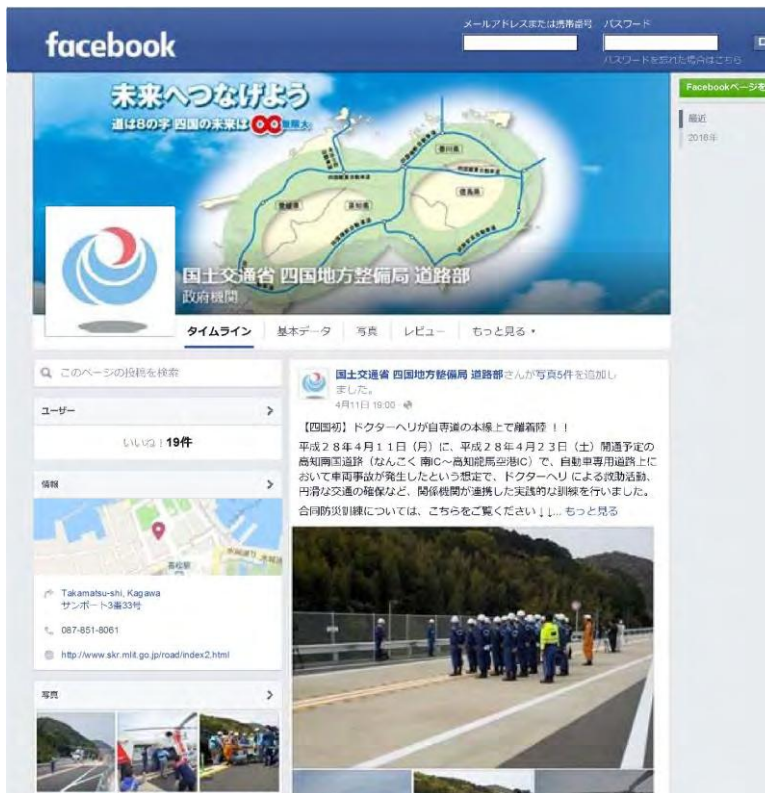 facebook
メールアドレスまたは携帯番号 パスワード
パスワードを忘れた場合はこちら
Facebookページを
最近
2016年
未来へつなげよう
道は8の字 四国の未来は∞無限大
香川県
徳島県
愛媛県
高知県
国土交通省 四国地方整備局 道路部
政府機関
タイムライン 基本データ 写真 レビュー もっと見る
このページの投稿を検索
ユーザー
いいね!19件
情報
高松駅
Takamatsu-shi, Kagawa
サンポート3番33号
087-851-8061
http://www.skr.mlit.go.jp/road/index2.html
写真
国土交通省 四国地方整備局 道路部さんが写真5件を追加し
ました。
4月11日 19:00
【四国初】ドクターヘリが自専道の本線上で離着陸!!
平成28年4月11日(月)に、平成28年4月23日(土)開通予定の
高知南国道路(なんこく南IC~高知龍馬空港IC)で、自動車専用道路上に
おいて車両事故が発生したという想定で、ドクターヘリによる救助活動、
円滑な交通の確保など、関係機関が連携した実践的な訓練を行いました。
合同防災訓練については、こちらをご覧ください↓↓... もっと見る